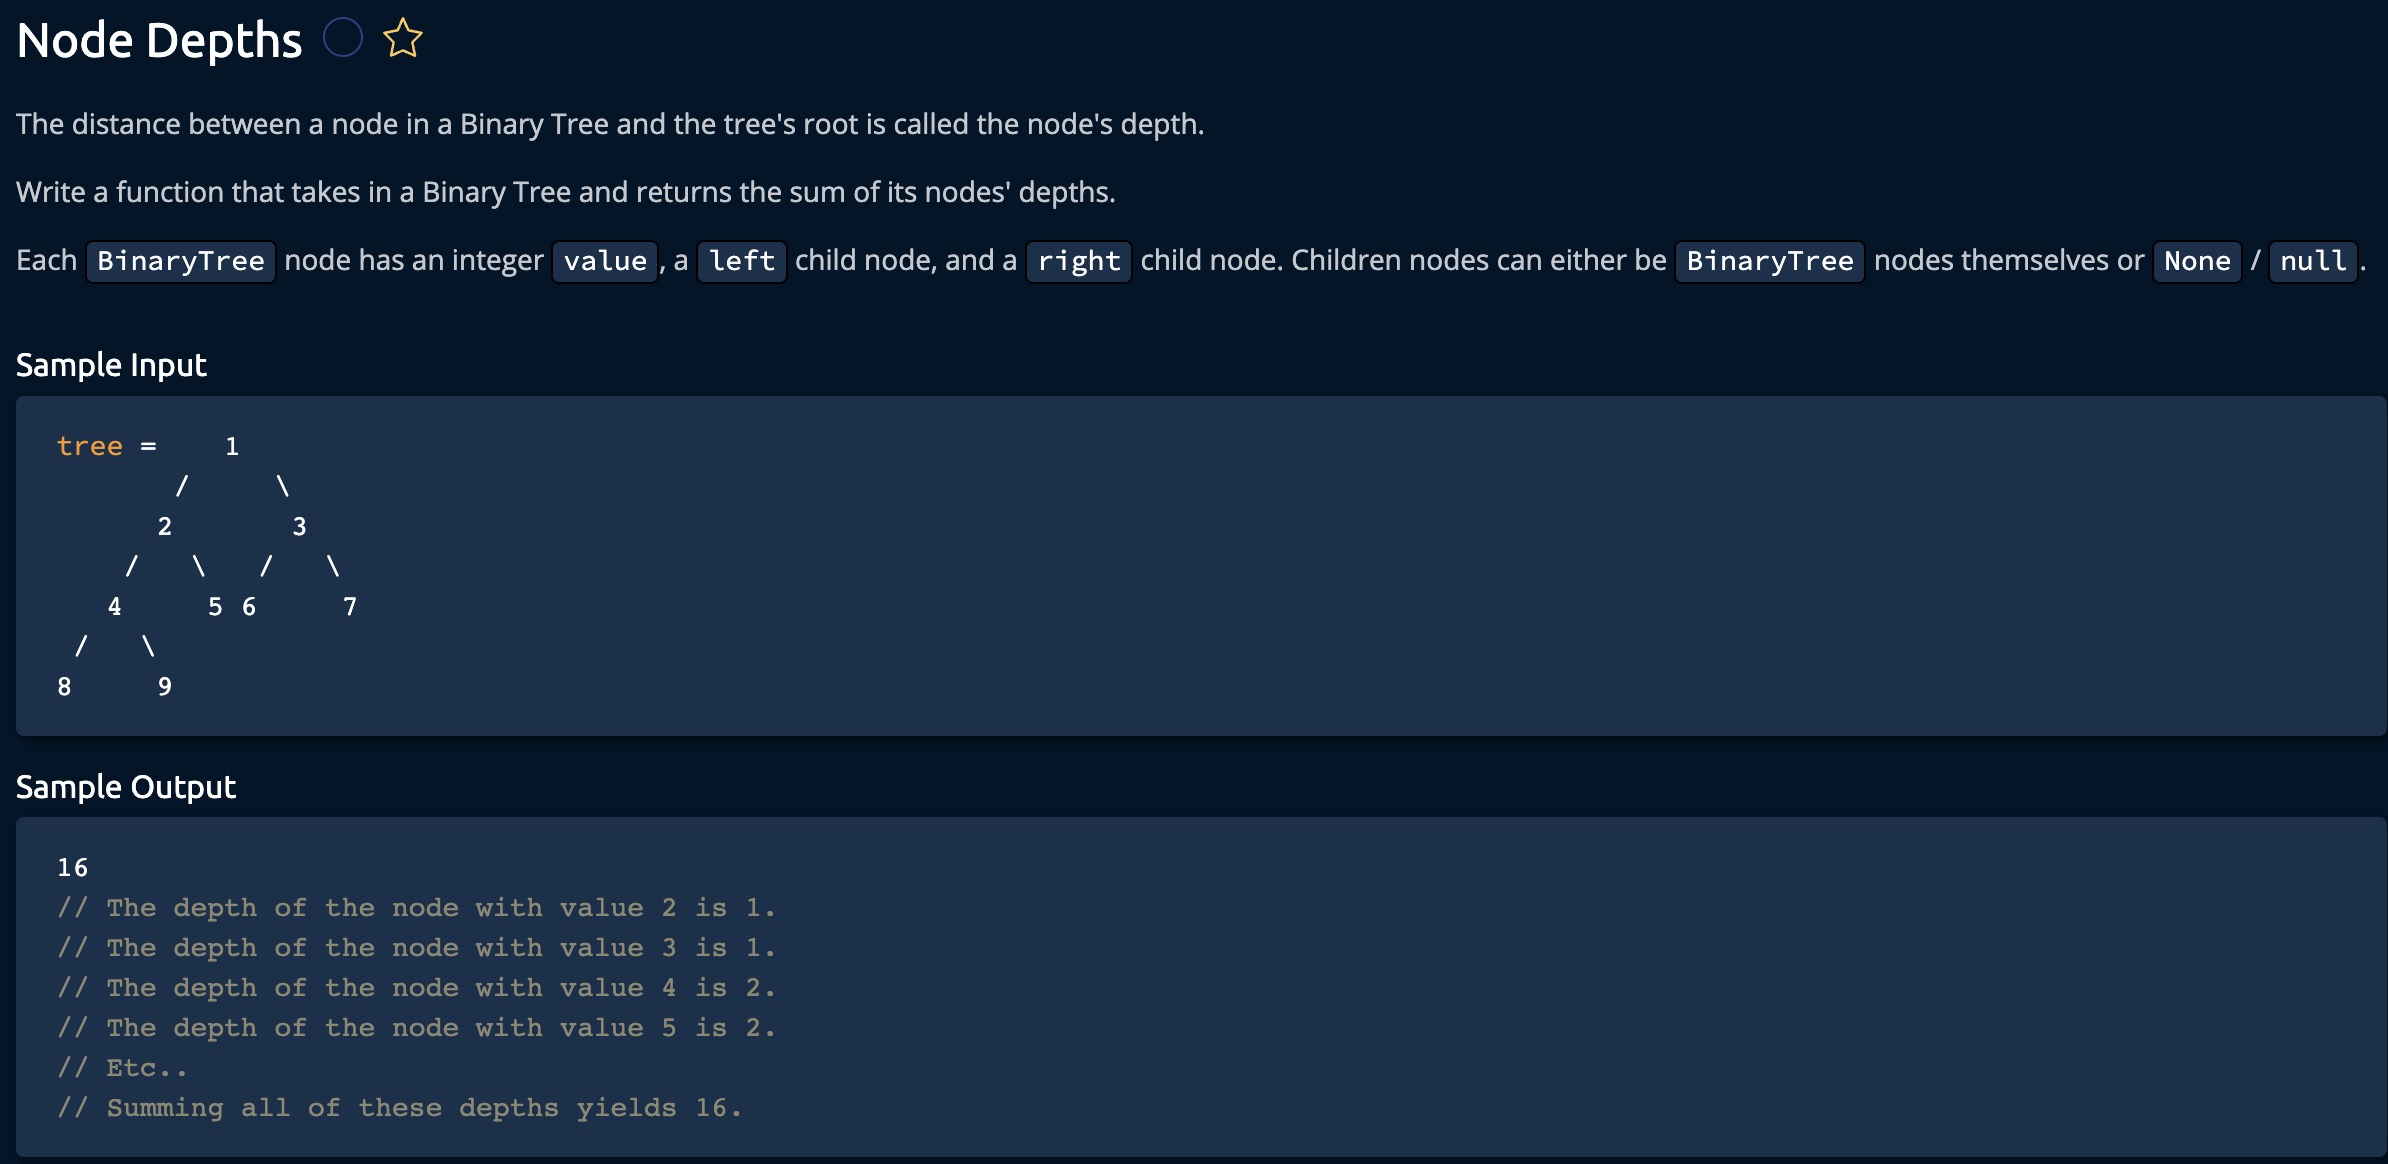 Node Depths
The distance between a node in a Binary Tree and the tree's root is called the node's depth.
Write a function that takes in a Binary Tree and returns the sum of its nodes' depths.
Each BinaryTree node has an integer value, a left child node, and a right child node. Children nodes can either be BinaryTree nodes themselves or None / null.
Sample Input
tree =    1
       /     \
      2       3
    /   \   /   \
   4     5 6     7
 /   \
8     9
Sample Output
16
// The depth of the node with value 2 is 1.
// The depth of the node with value 3 is 1.
// The depth of the node with value 4 is 2.
// The depth of the node with value 5 is 2.
// Etc..
// Summing all of these depths yields 16.